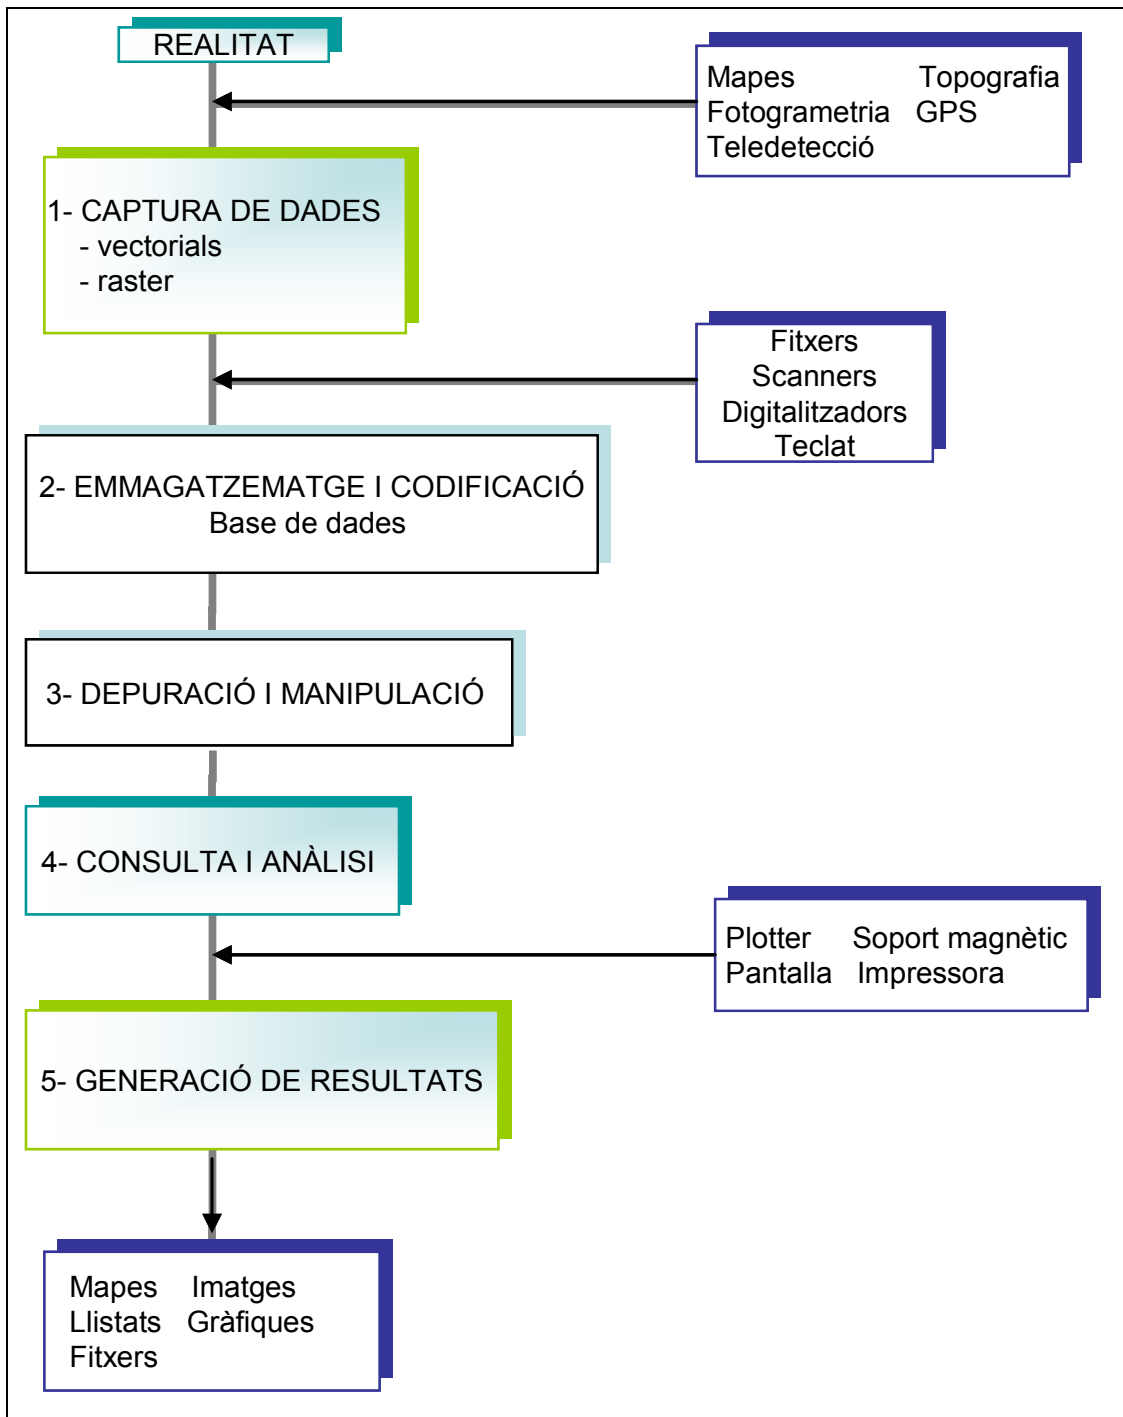 REALITAT
Mapes Topografia
Fotogrametria GPS
Teledetecció
1- CAPTURA DE DADES
- vectorials
- raster
Fitxers
Scanners
Digitalitzadors
Teclat
2- EMMAGATZEMATGE I CODIFICACIÓ
Base de dades
3- DEPURACIÓ I MANIPULACIÓ
4- CONSULTA I ANÀLISI
Plotter Soport magnètic
Pantalla Impressora
5- GENERACIÓ DE RESULTATS
Mapes Imatges
Llistats Gràfiques
Fitxers